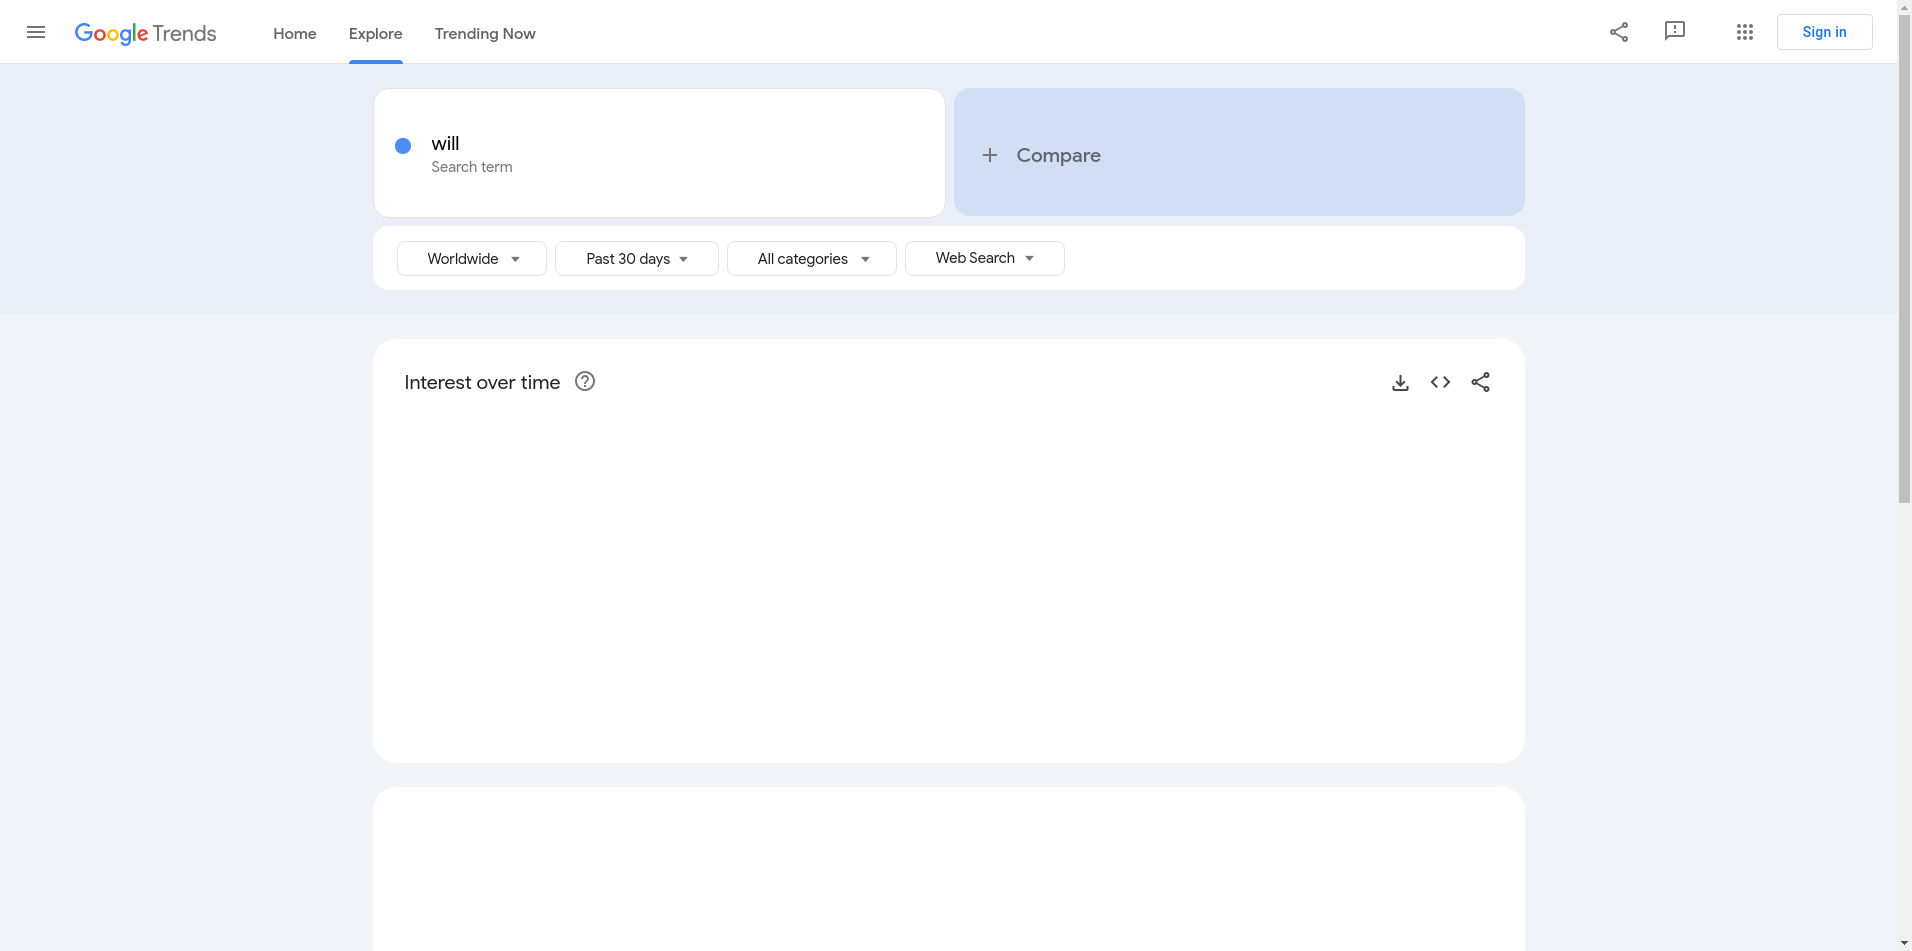 Google Trends Home Explore Trending Now Sign in
will
Search term
Compare
Worldwide Past 30 days All categories Web Search
Interest over time